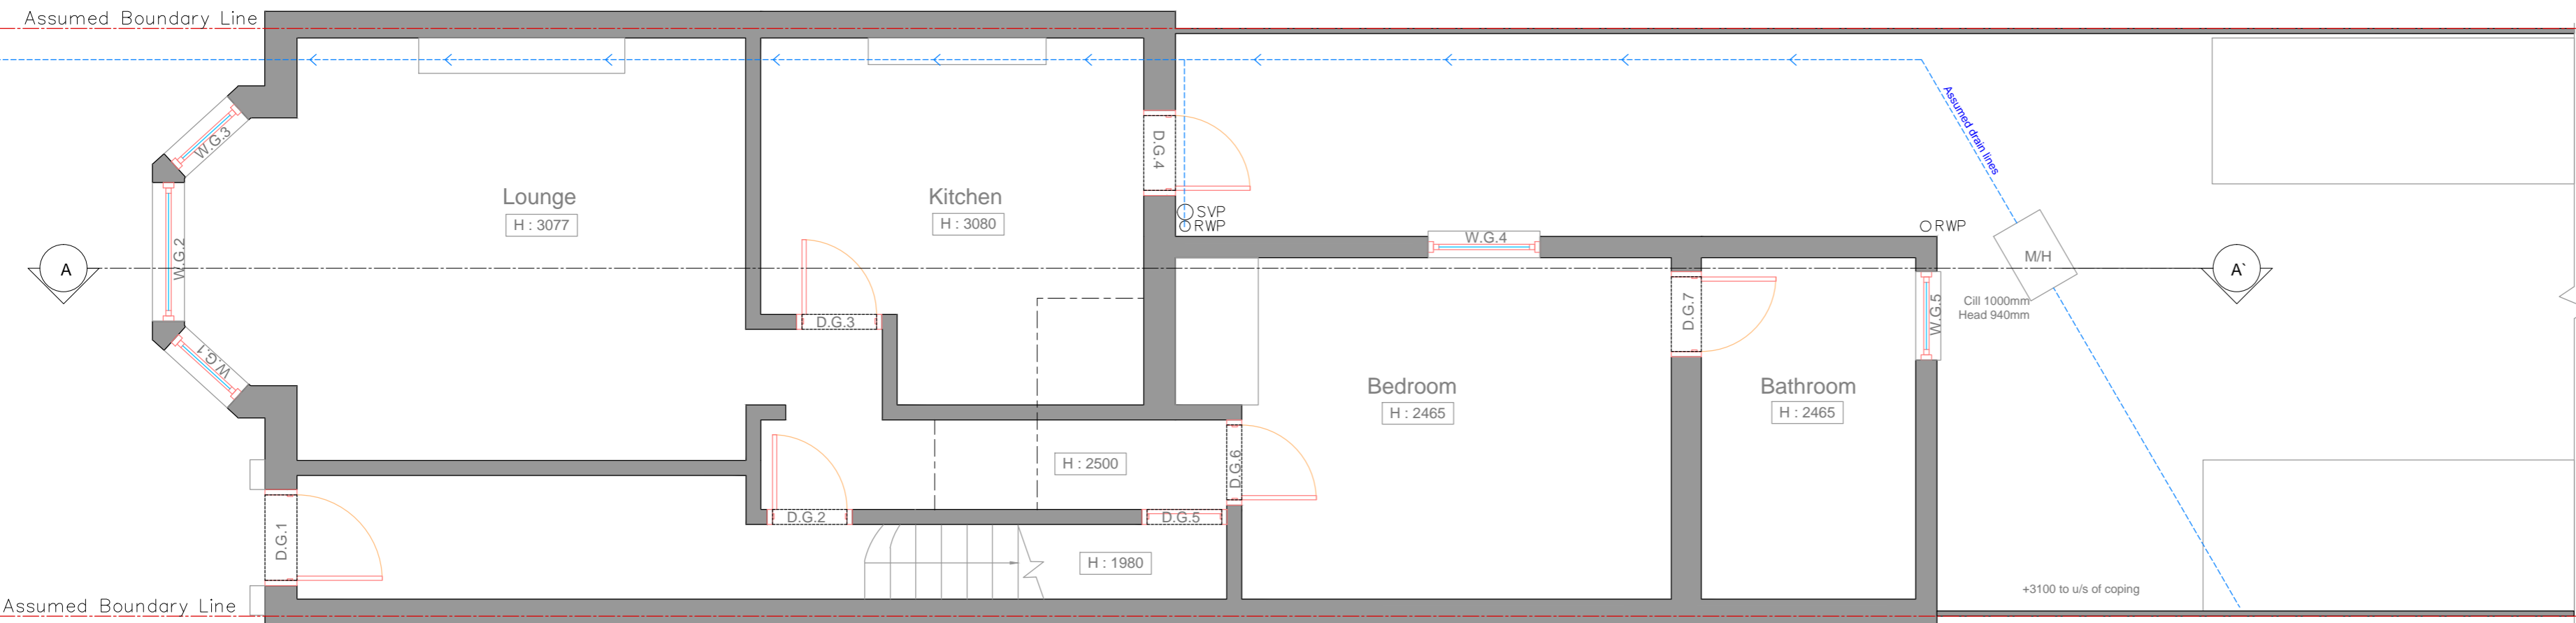 Assumed Boundary Line
W.G.3
W.G.2
W.G.1
A
Lounge
H : 3077
Kitchen
H : 3080
D.G.4
SVP
RWP
D.G.3
W.G.4
RWP
Assumed drain lines
M/H
A`
Cill 1000mm
Head 940mm
W.G.5
D.G.7
Bedroom
H : 2465
Bathroom
H : 2465
H : 2500
D.G.6
D.G.2
D.G.5
D.G.1
H : 1980
+3100 to u/s of coping
Assumed Boundary Line